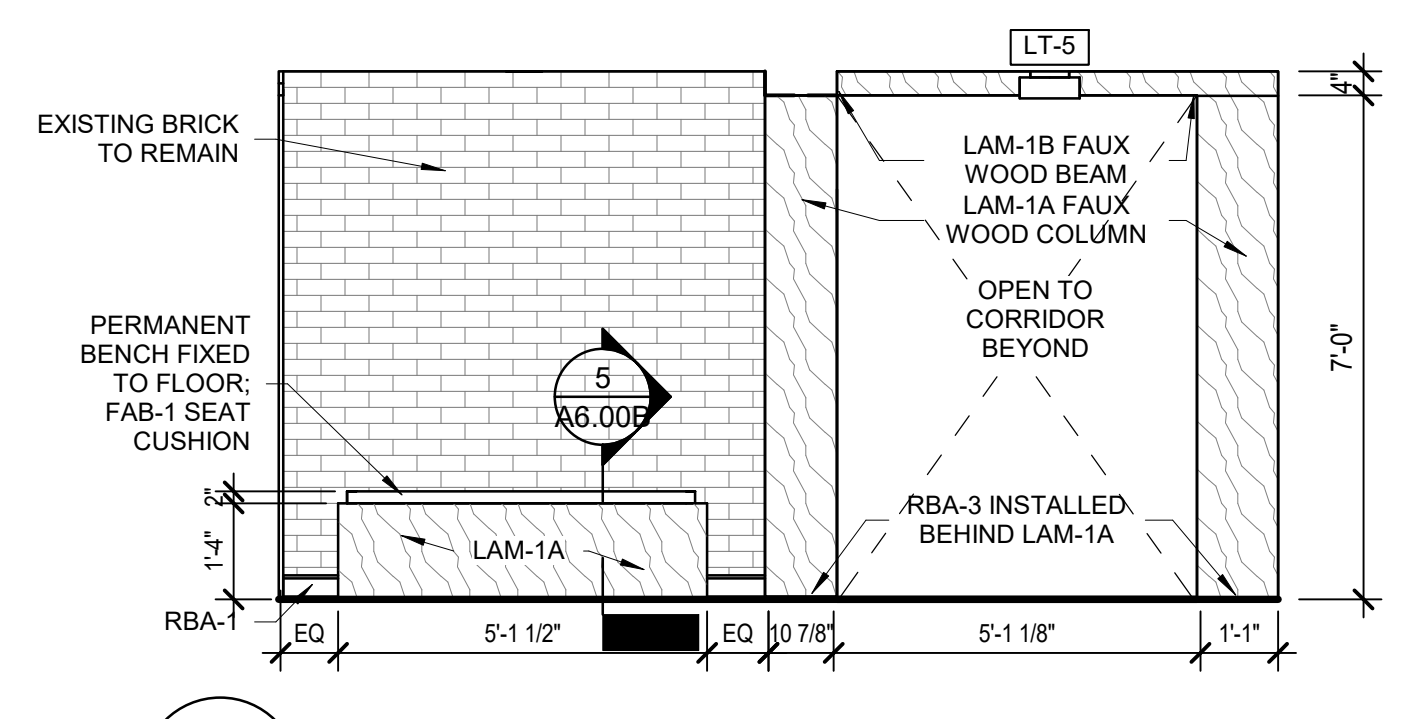 LT-5
4"
EXISTING BRICK
TO REMAIN
LAM-1B FAUX
WOOD BEAM
LAM-1A FAUX
WOOD COLUMN
OPEN TO
CORRIDOR
BEYOND
7'-0"
PERMANENT
BENCH FIXED
TO FLOOR;
FAB-1 SEAT
CUSHION
5
A6.00B
2"
1'-4"
LAM-1A
RBA-3 INSTALLED
BEHIND LAM-1A
RBA-1
EQ
5'-1 1/2"
EQ
10 7/8"
5'-1 1/8"
1'-1"